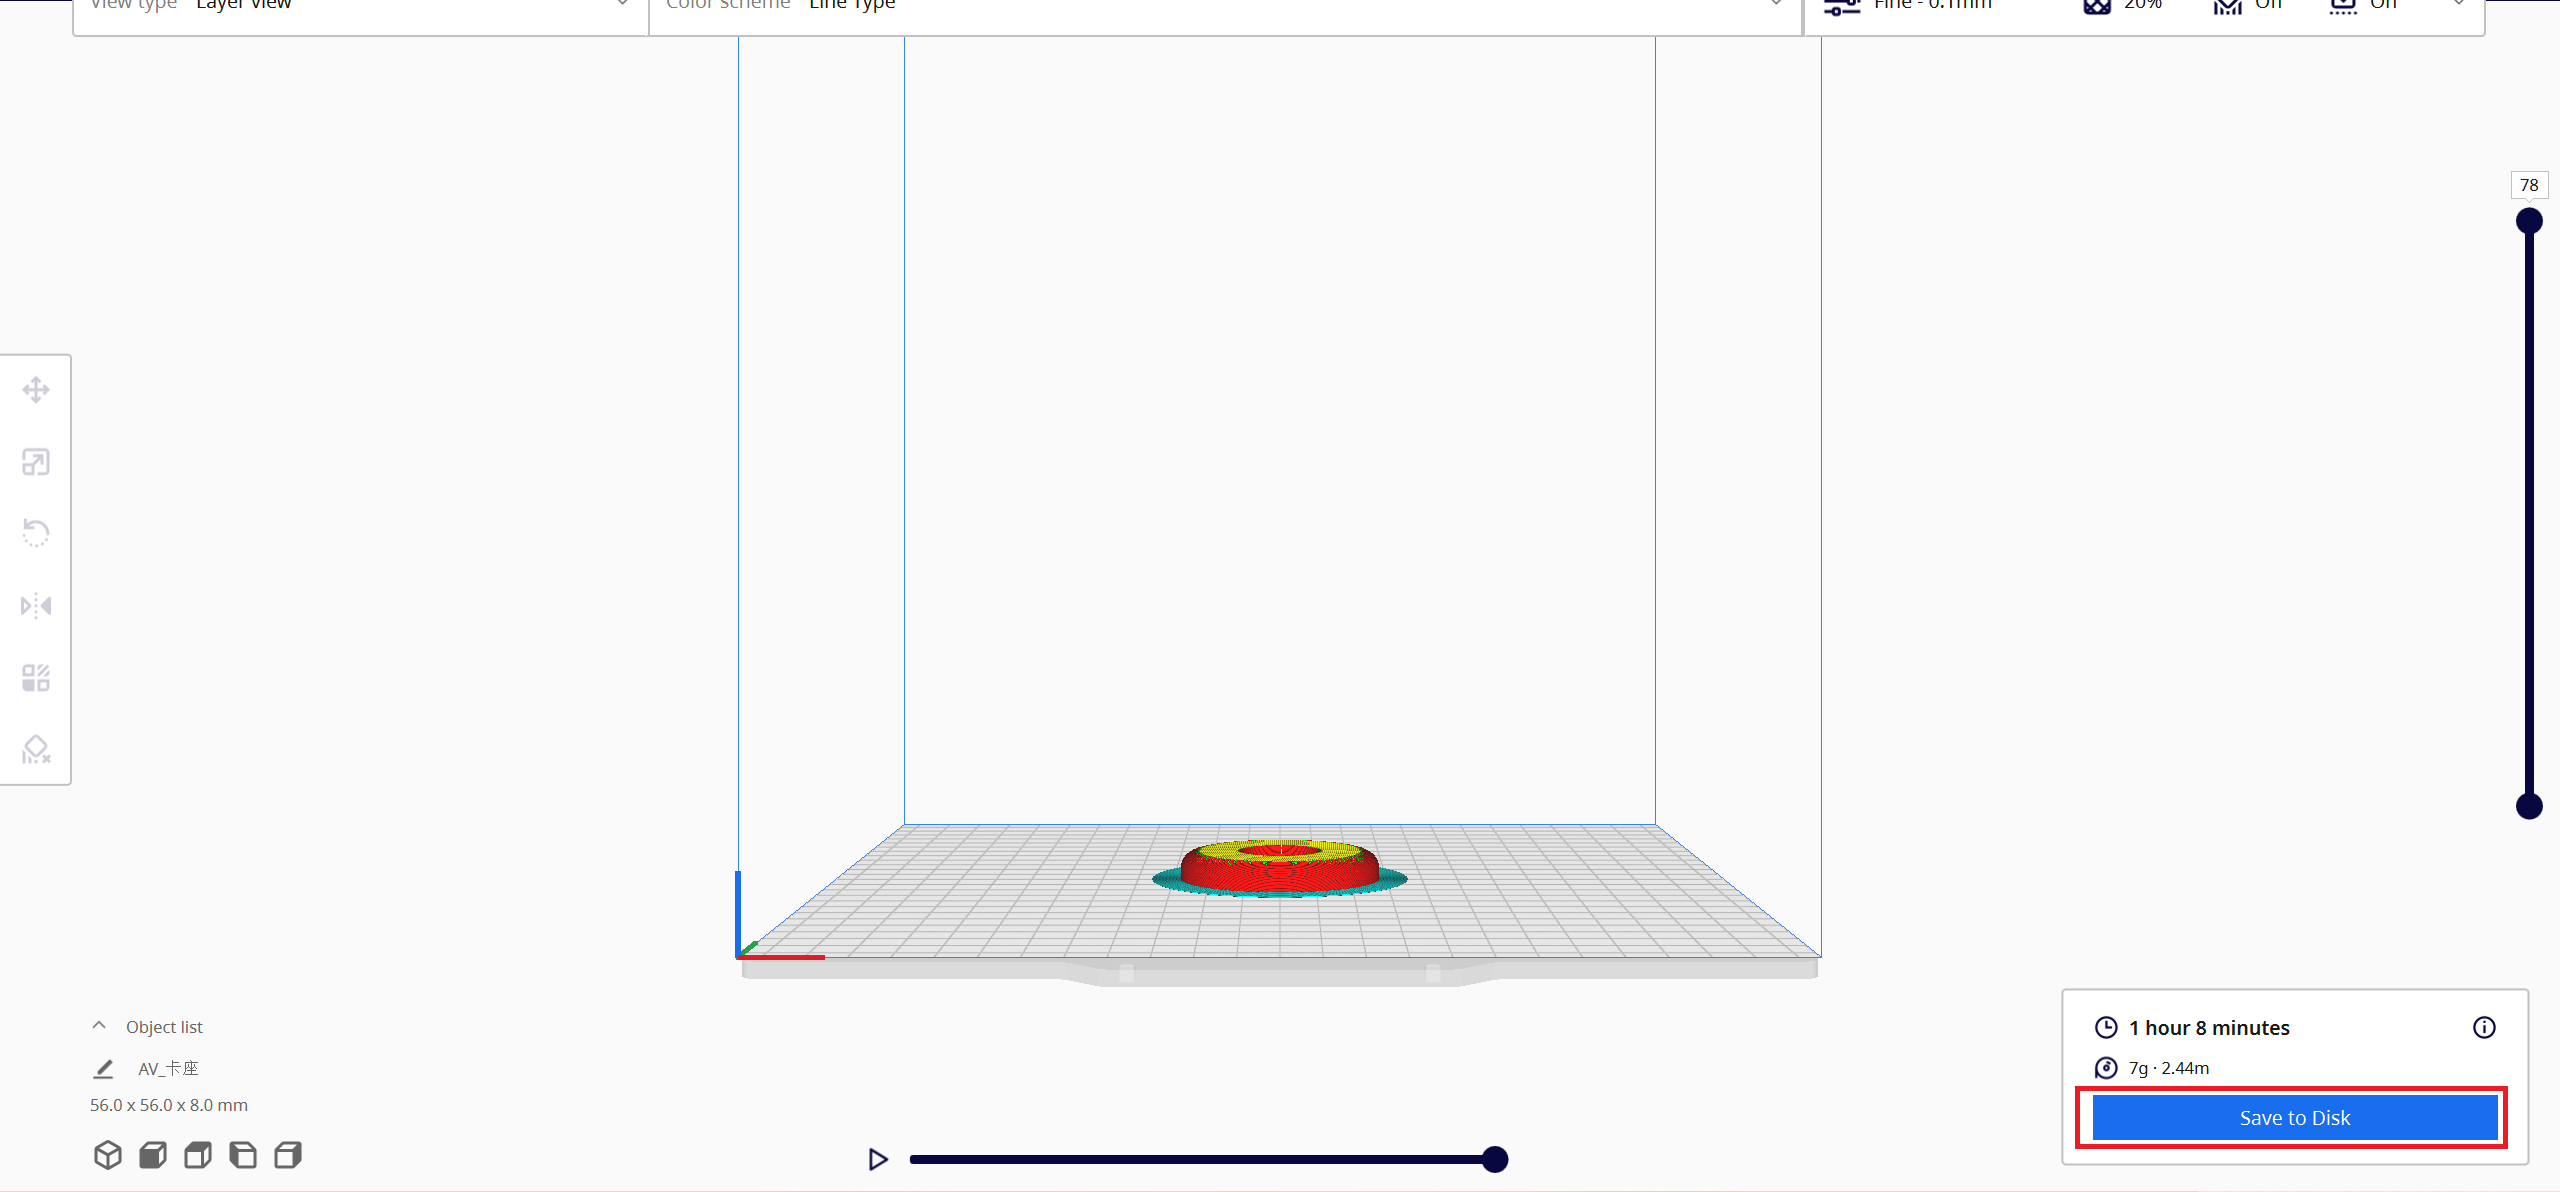 View type Layer view
Color scheme Line Type
Fine - 0.1mm 20% Off On
78
Object list
AV_卡座
56.0 x 56.0 x 8.0 mm
1 hour 8 minutes
7g · 2.44m
Save to Disk